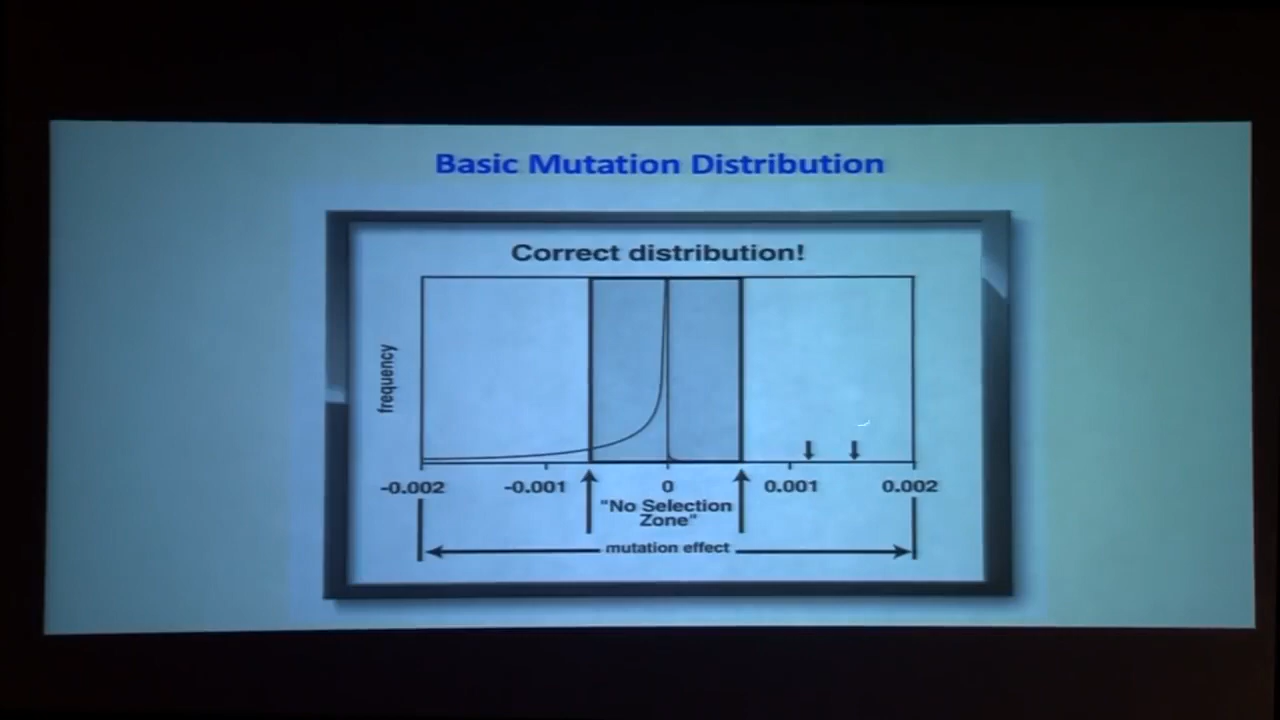 Basic Mutation Distribution
Correct distribution!
frequency
-0.002 -0.001 0 0.001 0.002
"No Selection
Zone"
mutation effect